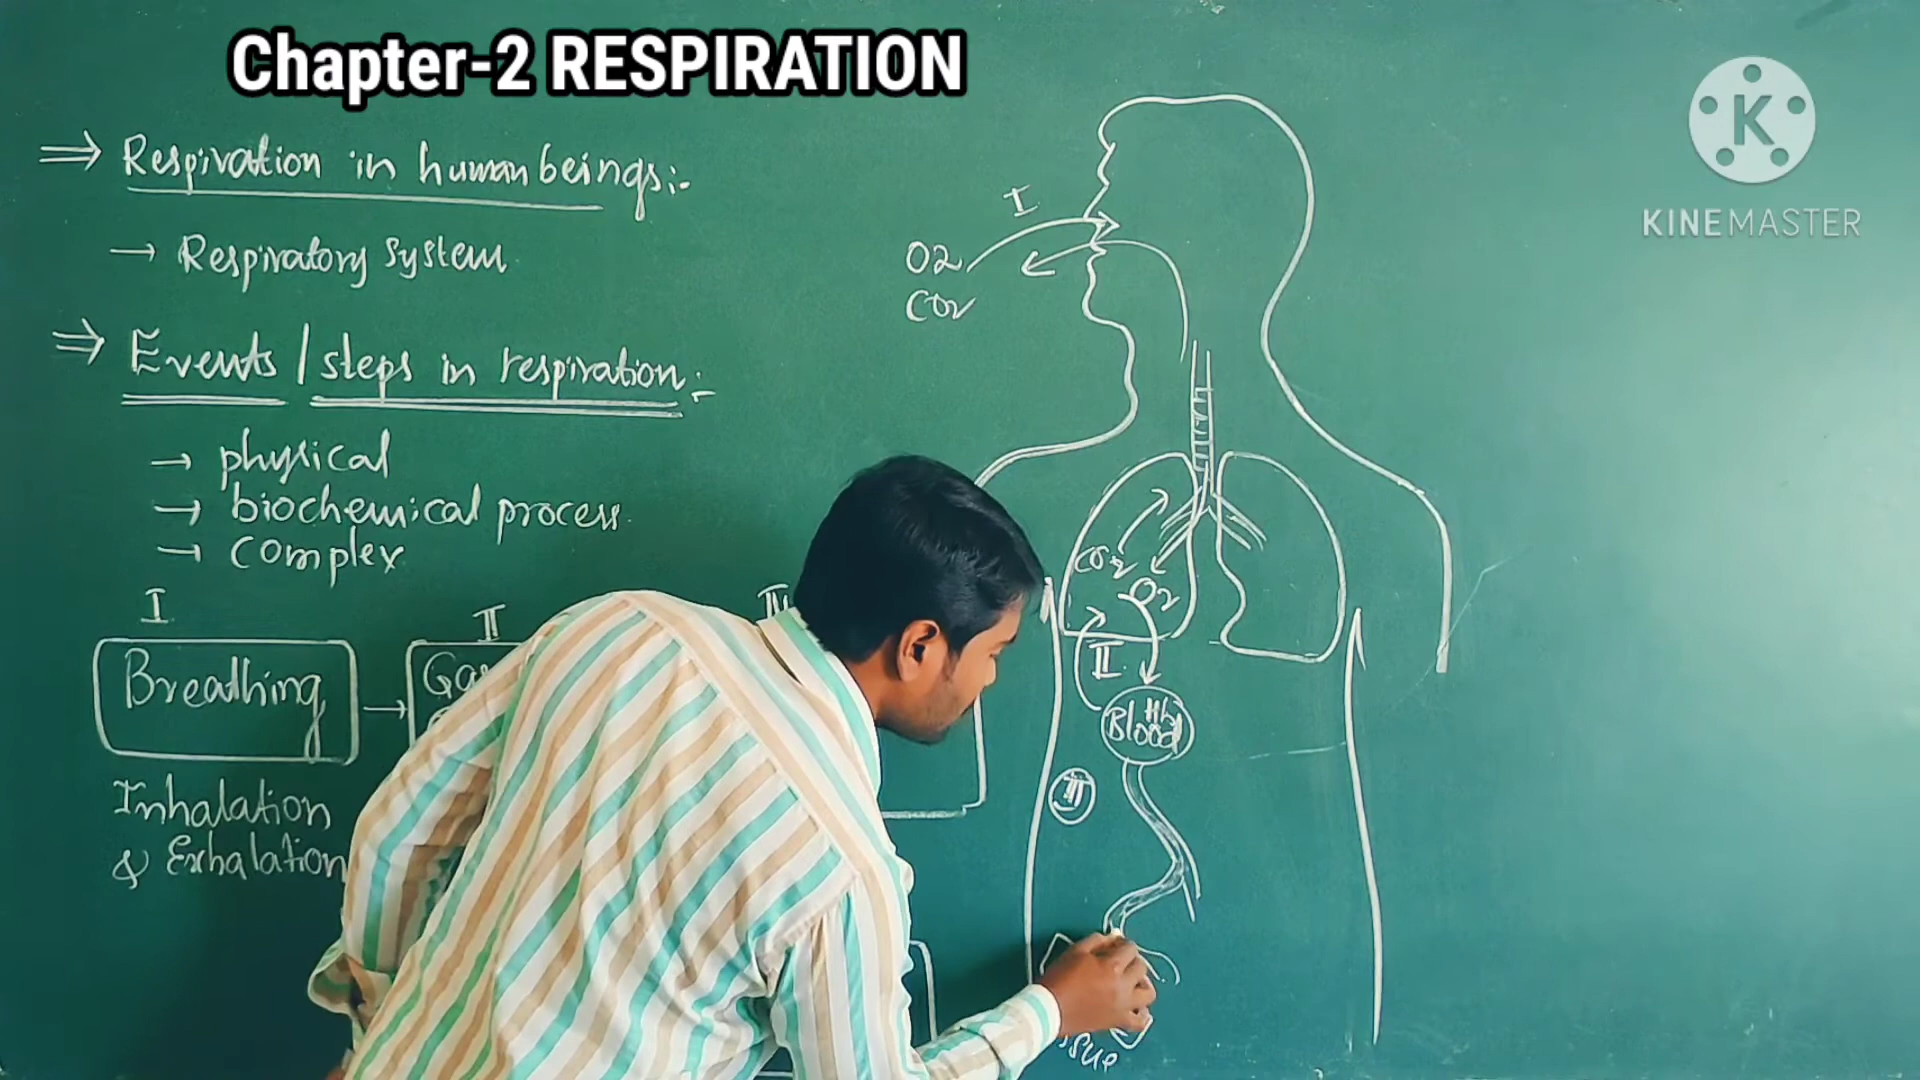 Chapter-2 RESPIRATION
K
KINEMASTER
⇒ Respiration in human beings:-
→ Respiratory system
⇒ Events / steps in respiration:-
→ physical
→ biochemical process
→ complex
I
II
Breathing →
Inhalation
& Exhalation
I
O2
CO2
CO2
O2
II
Hb
Blood